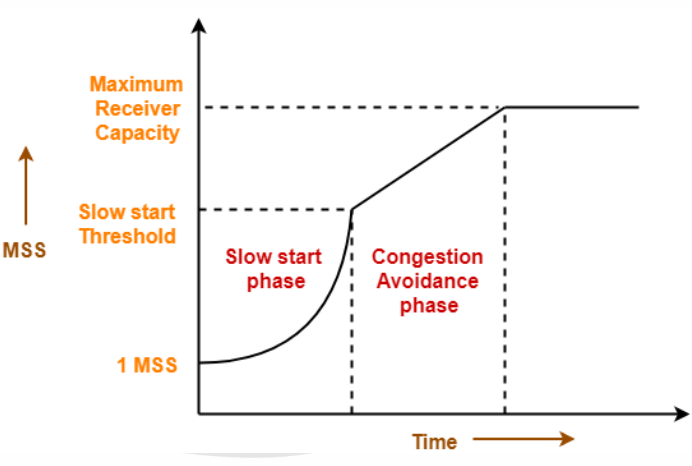 Maximum
Receiver
Capacity
Slow start
Threshold
MSS
Slow start
phase
Congestion
Avoidance
phase
1 MSS
Time